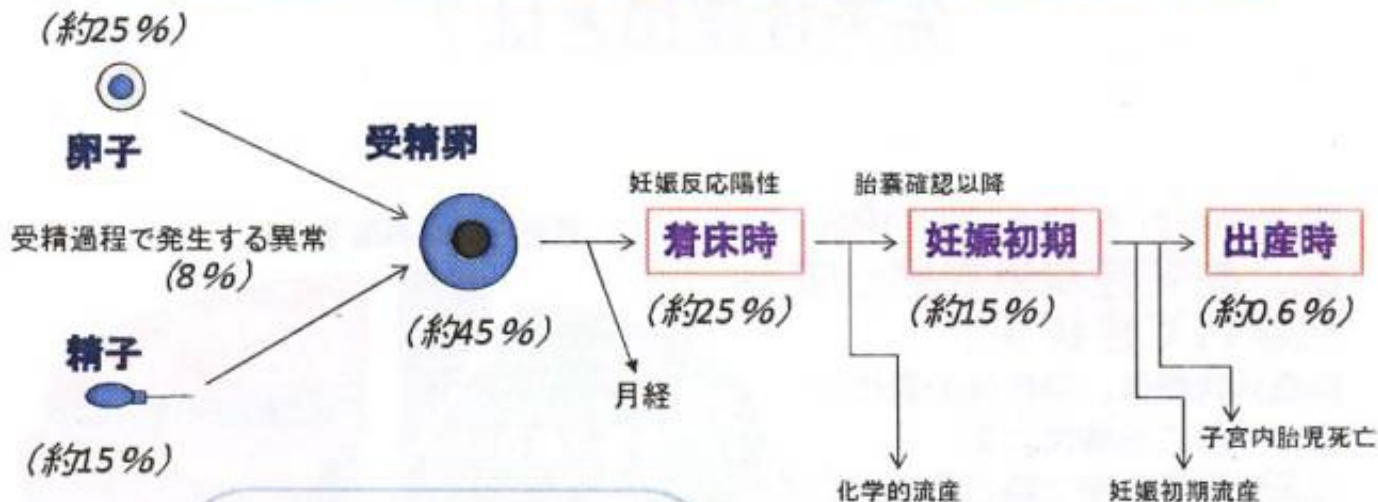 (約25%)
卵子
受精過程で発生する異常
(8%)
精子
(約15%)
受精卵
(約45%)
月経
妊娠反応陽性
着床時
(約25%)
化学的流産
胎嚢確認以降
妊娠初期
(約15%)
妊娠初期流産
子宮内胎児死亡
出産時
(約0.6%)